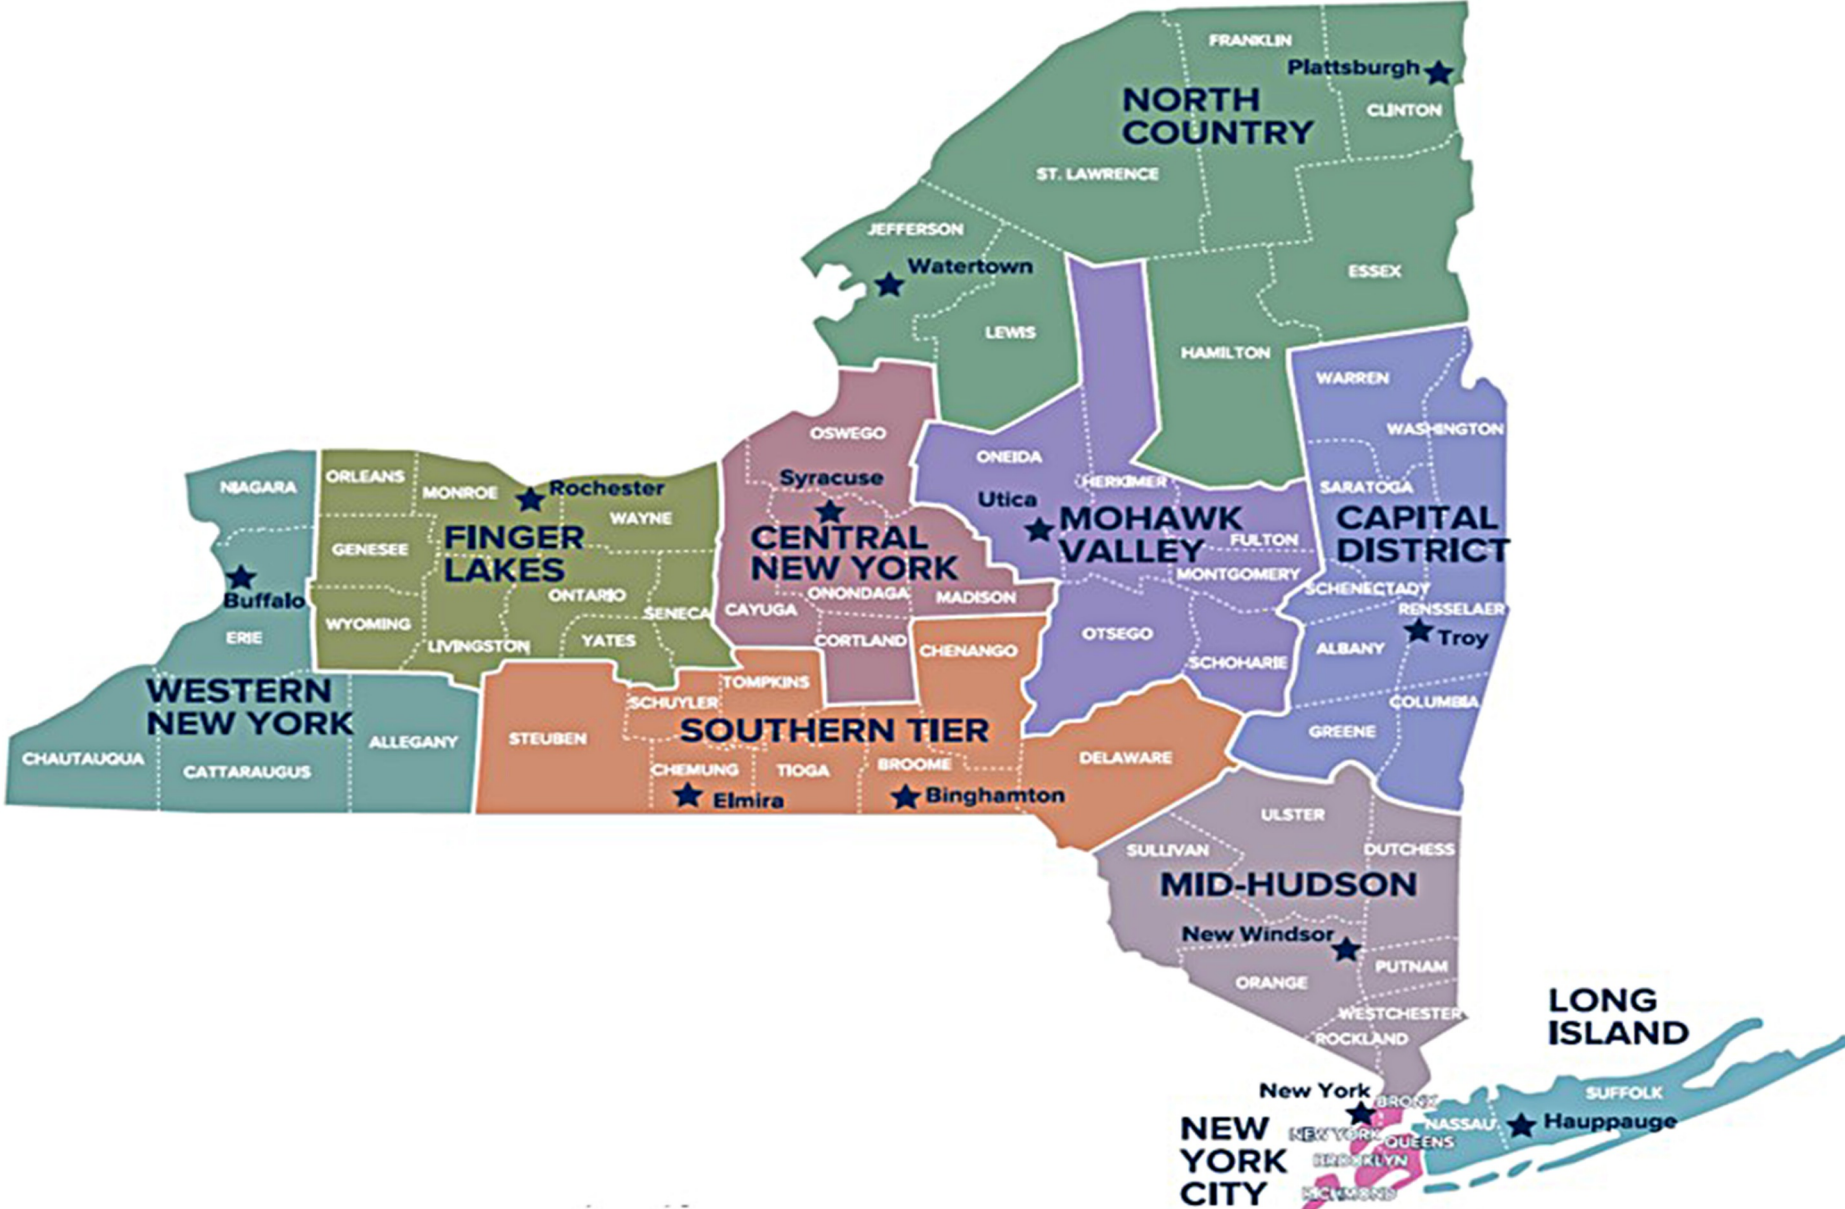 FRANKLIN
Plattsburgh
NORTH
COUNTRY
CLINTON
ST. LAWRENCE
JEFFERSON
Watertown
ESSEX
LEWIS
HAMILTON
WARREN
WASHINGTON
OSWEGO
ONEIDA
Syracuse
HERKIMER
SARATOGA
Utica
NIAGARA
ORLEANS
MONROE
Rochester
WAYNE
GENESEE
FINGER
LAKES
CENTRAL
NEW YORK
MOHAWK
VALLEY
FULTON
CAPITAL
DISTRICT
MONTGOMERY
SCHENECTADY
Buffalo
ONTARIO
SENECA
CAYUGA
ONONDAGA
MADISON
RENSSELAER
Troy
ERIE
WYOMING
LIVINGSTON
YATES
CORTLAND
CHENANGO
OTSEGO
SCHOHARIE
ALBANY
WESTERN
NEW YORK
TOMPKINS
SCHUYLER
SOUTHERN TIER
COLUMBIA
GREENE
CHAUTAUQUA
CATTARAUGUS
ALLEGANY
STEUBEN
CHEMUNG
TIOGA
BROOME
DELAWARE
Elmira
Binghamton
ULSTER
SULLIVAN
DUTCHESS
MID-HUDSON
New Windsor
PUTNAM
ORANGE
WESTCHESTER
ROCKLAND
LONG
ISLAND
New York
BRONX
SUFFOLK
NASSAU
Hauppauge
NEW
YORK
CITY
NEW YORK
QUEENS
BROOKLYN
RICHMOND